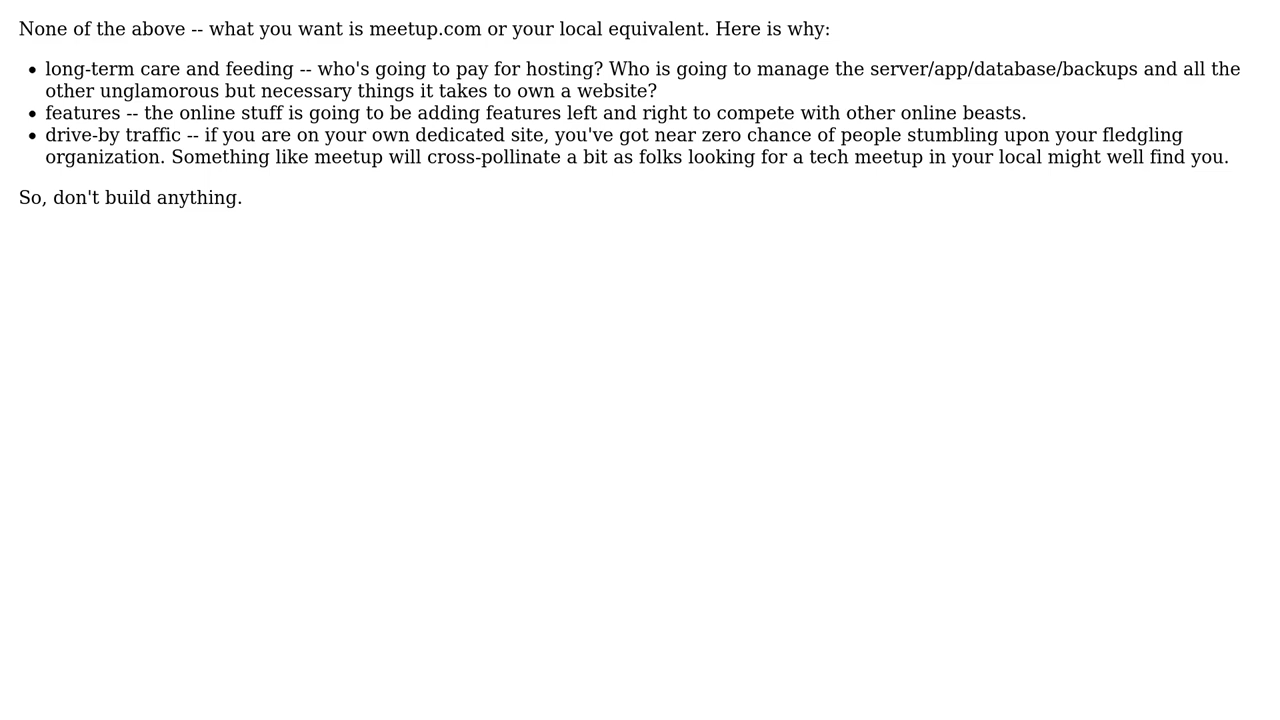 None of the above -- what you want is meetup.com or your local equivalent. Here is why:
• long-term care and feeding -- who's going to pay for hosting? Who is going to manage the server/app/database/backups and all the
other unglamorous but necessary things it takes to own a website?
• features -- the online stuff is going to be adding features left and right to compete with other online beasts.
• drive-by traffic -- if you are on your own dedicated site, you've got near zero chance of people stumbling upon your fledgling
organization. Something like meetup will cross-pollinate a bit as folks looking for a tech meetup in your local might well find you.
So, don't build anything.